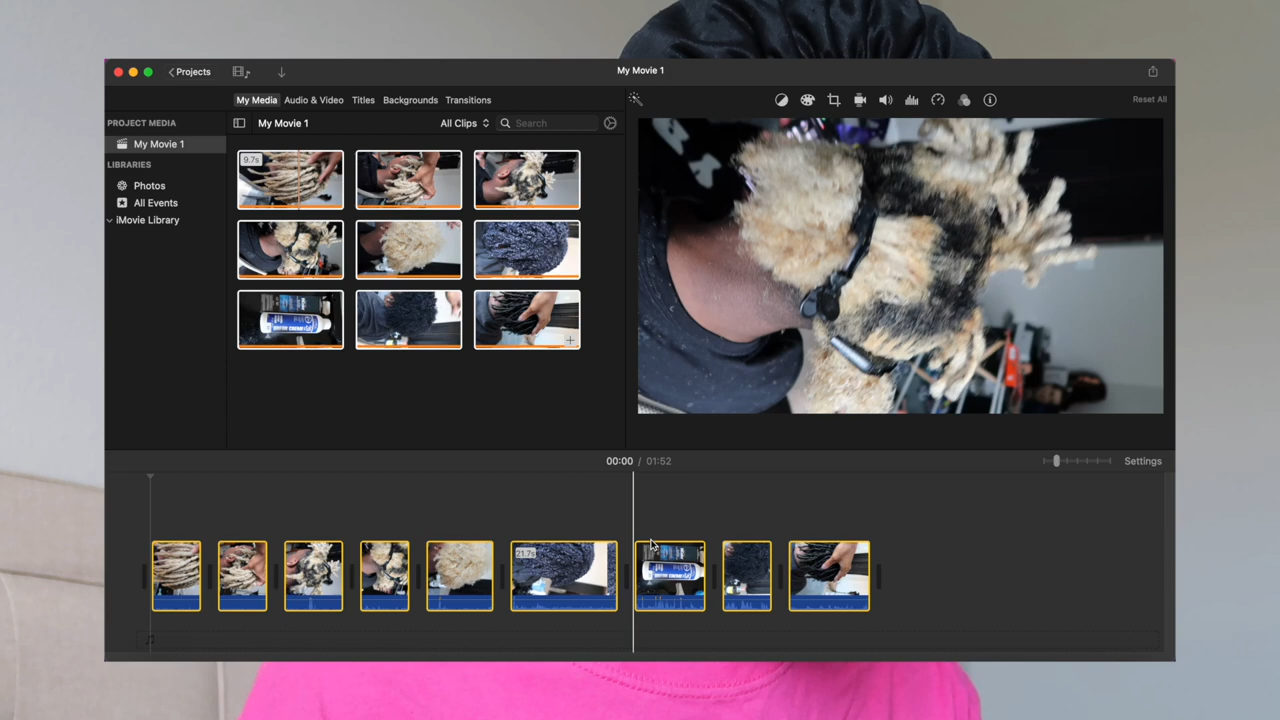 Projects
My Movie 1
My Media Audio & Video Titles Backgrounds Transitions
Reset All
PROJECT MEDIA
My Movie 1
LIBRARIES
Photos
All Events
iMovie Library
My Movie 1
All Clips
Search
9.7s
00:00 / 01:52
Settings
21.7s